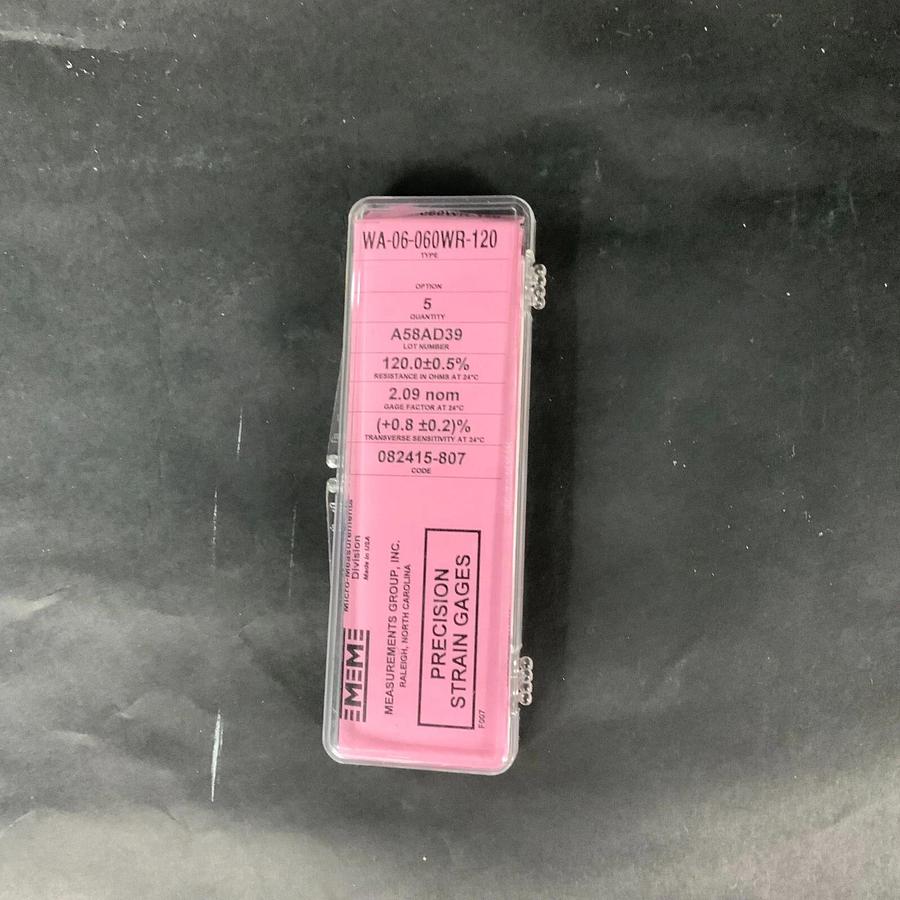 WA-06-060WR-120
TYPE
OPTION
5
QUANTITY
A58AD39
LOT NUMBER
120.0±0.5%
RESISTANCE IN OHMS AT 24°C
2.09 nom
GAGE FACTOR AT 24°C
(+0.8 ±0.2)%
TRANSVERSE SENSITIVITY AT 24°C
082415-807
CODE
Micro-Measurements
Division
Made in USA
MM
MEASUREMENTS GROUP, INC.
RALEIGH, NORTH CAROLINA
PRECISION
STRAIN GAGES
F007